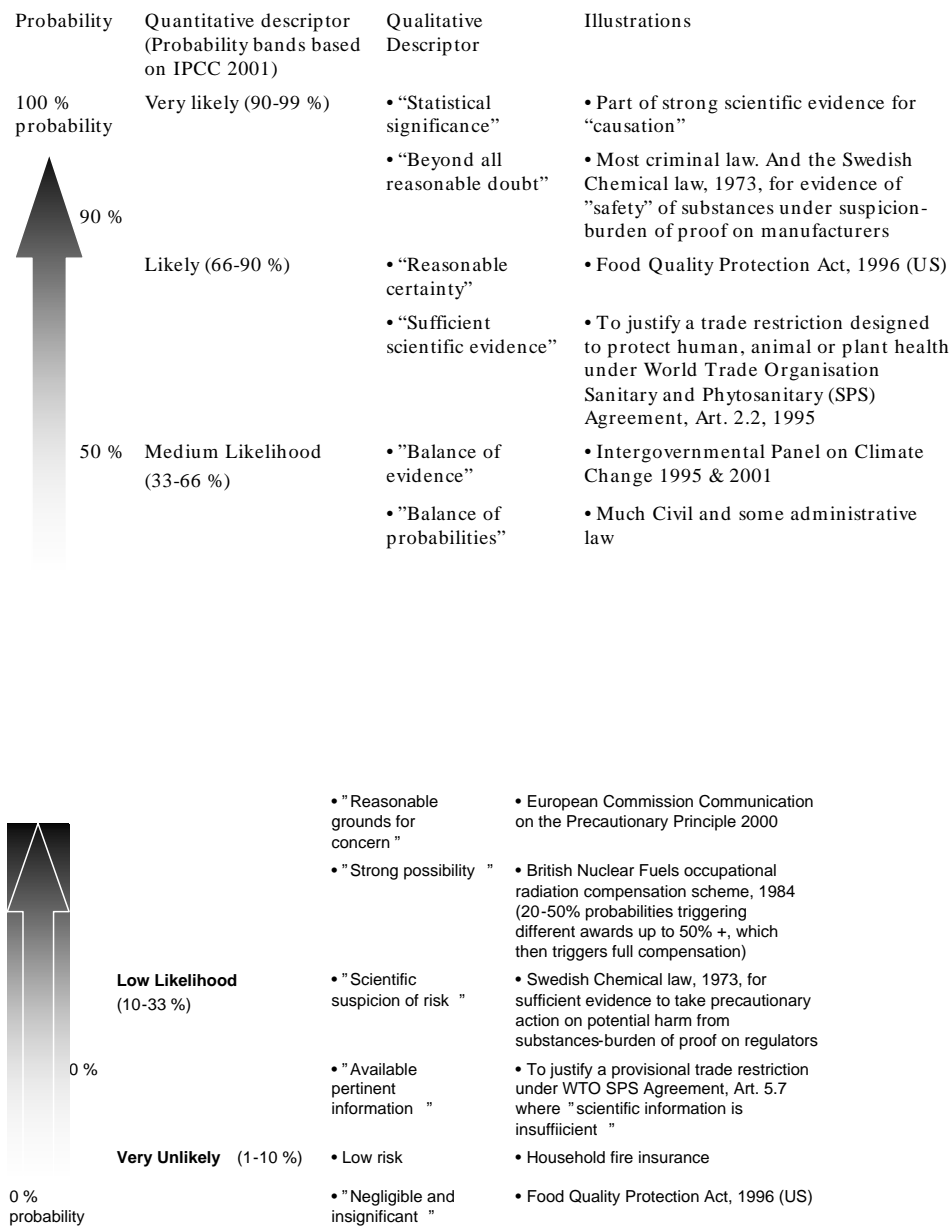 Probability Quantitative descriptor Qualitative Illustrations
(Probability bands based Descriptor
on IPCC 2001)
100 % Very likely (90-99 %) • “Statistical • Part of strong scientific evidence for
probability significance” “causation”
• “Beyond all • Most criminal law. And the Swedish
reasonable doubt” Chemical law, 1973, for evidence of
90 % ”safety” of substances under suspicion-
burden of proof on manufacturers
Likely (66-90 %) • “Reasonable • Food Quality Protection Act, 1996 (US)
certainty”
• “Sufficient • To justify a trade restriction designed
scientific evidence” to protect human, animal or plant health
under World Trade Organisation
Sanitary and Phytosanitary (SPS)
Agreement, Art. 2.2, 1995
50 % Medium Likelihood • ”Balance of • Intergovernmental Panel on Climate
(33-66 %) evidence” Change 1995 & 2001
• ”Balance of • Much Civil and some administrative
probabilities” law
• ” Reasonable • European Commission Communication
grounds for on the Precautionary Principle 2000
concern ”
• ” Strong possibility ” • British Nuclear Fuels occupational
radiation compensation scheme, 1984
(20-50% probabilities triggering
different awards up to 50% +, which
then triggers full compensation)
Low Likelihood • ” Scientific • Swedish Chemical law, 1973, for
(10-33 %) suspicion of risk ” sufficient evidence to take precautionary
action on potential harm from
substances-burden of proof on regulators
0 % • ” Available • To justify a provisional trade restriction
pertinent under WTO SPS Agreement, Art. 5.7
information ” where ” scientific information is
insuffiicient ”
Very Unlikely (1-10 %) • Low risk • Household fire insurance
0 % • ” Negligible and • Food Quality Protection Act, 1996 (US)
probability insignificant ”